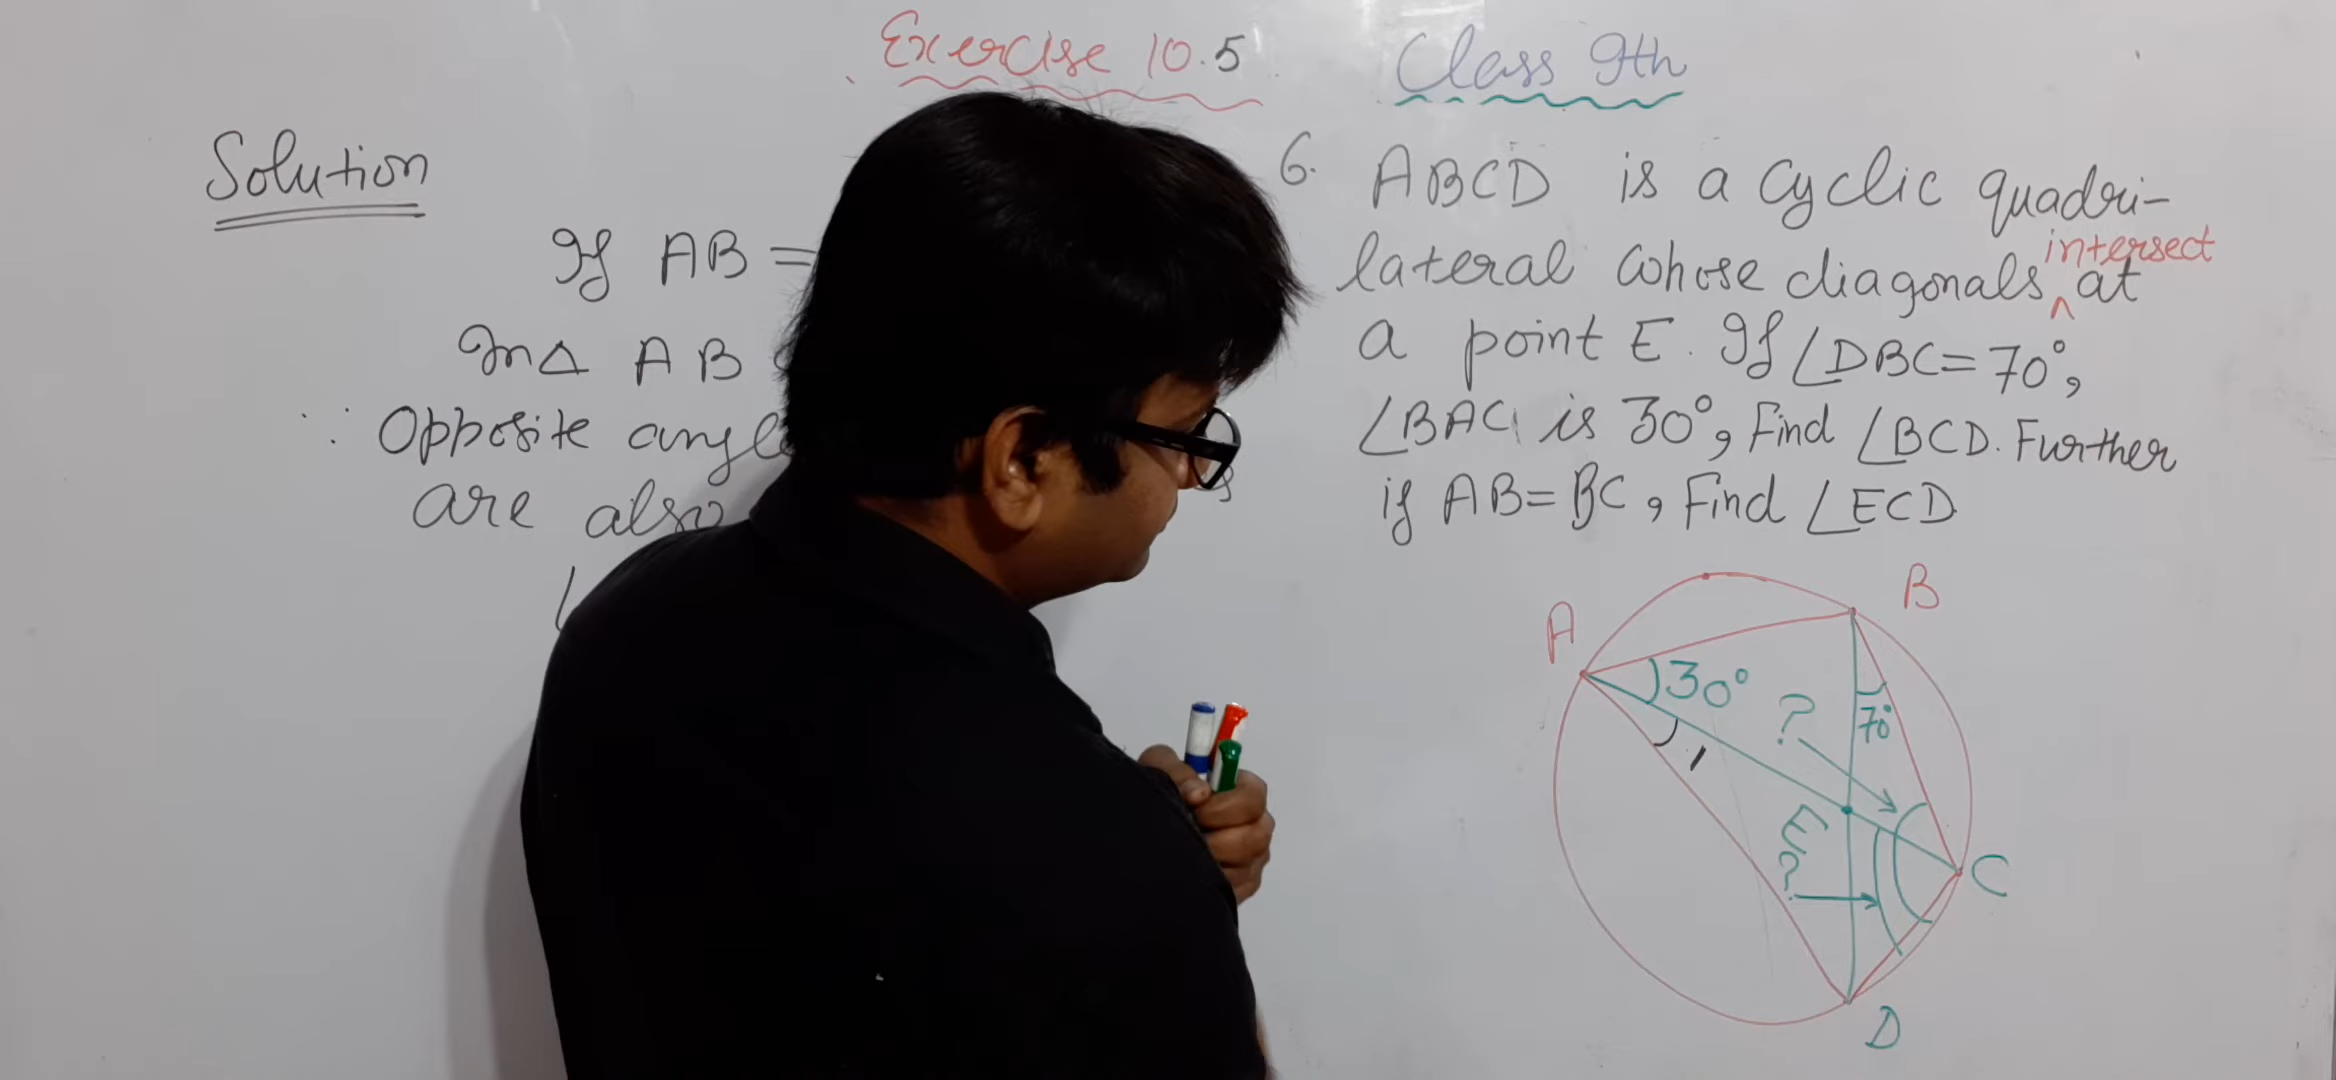 Exercise 10.5 Class 9th
Solution
If AB =
In △ AB
∵ Opposite angle
are also
∠
6. ABCD is a cyclic quadri-
lateral whose diagonals intersect at
a point E. If ∠DBC=70°,
∠BAC is 30°, Find ∠BCD. Further
if AB=BC, Find ∠ECD
A
B
30°
?
70°
1
E
?
C
D